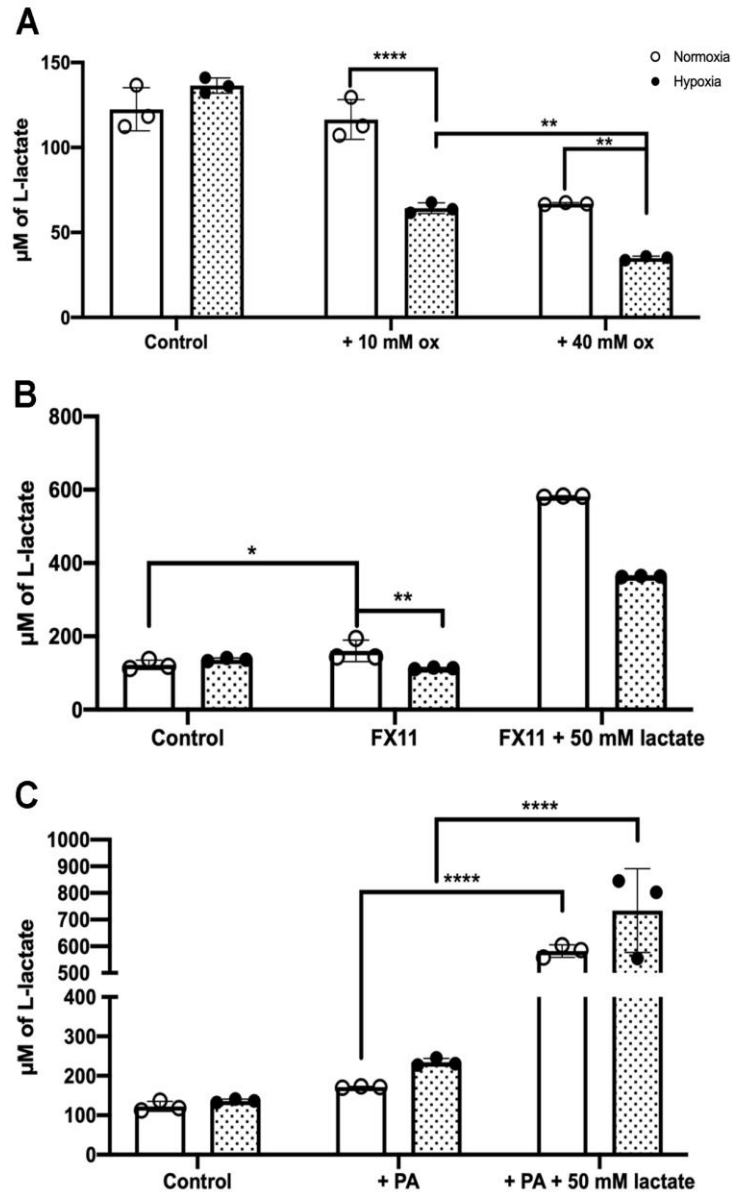 A
Normoxia
Hypoxia
µM of L-lactate
150
100
50
0
****
**
**
Control
+ 10 mM ox
+ 40 mM ox
B
µM of L-lactate
800
600
400
200
0
*
**
Control
FX11
FX11 + 50 mM lactate
C
µM of L-lactate
1000
900
800
700
600
500
400
300
200
100
0
****
****
Control
+ PA
+ PA + 50 mM lactate